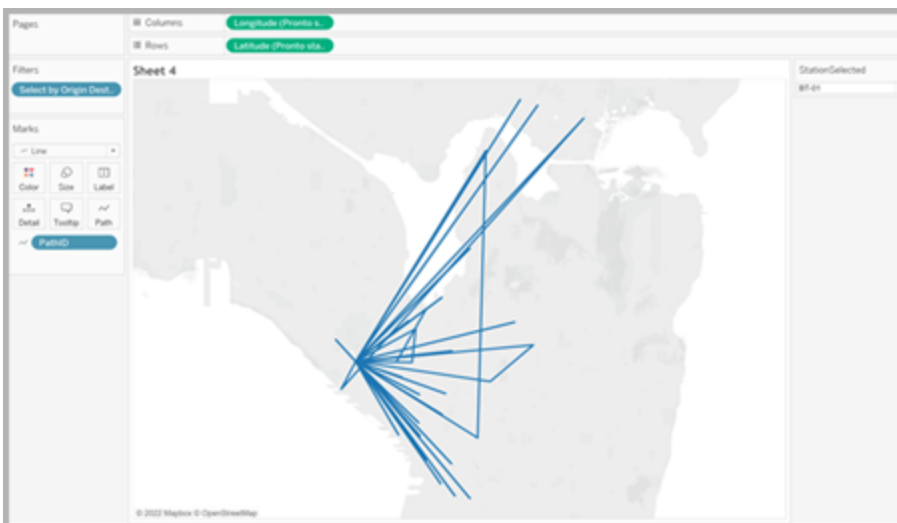 Pages
Columns
Longitude (Pronto s..
Rows
Latitude (Pronto sta..
Filters
Select by Origin Dest..
Marks
Line
Color
Size
Label
Detail
Tooltip
Path
PathID
Sheet 4
StationSelected
BT-01
© 2022 Mapbox © OpenStreetMap